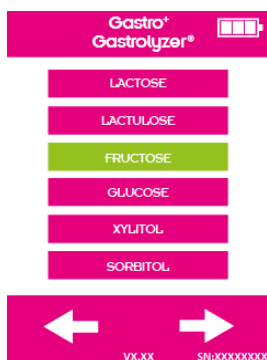 Gastro⁺
Gastrolyzer®
LACTOSE
LACTULOSE
FRUCTOSE
GLUCOSE
XYLITOL
SORBITOL
VX.XX SN:XXXXXXXX